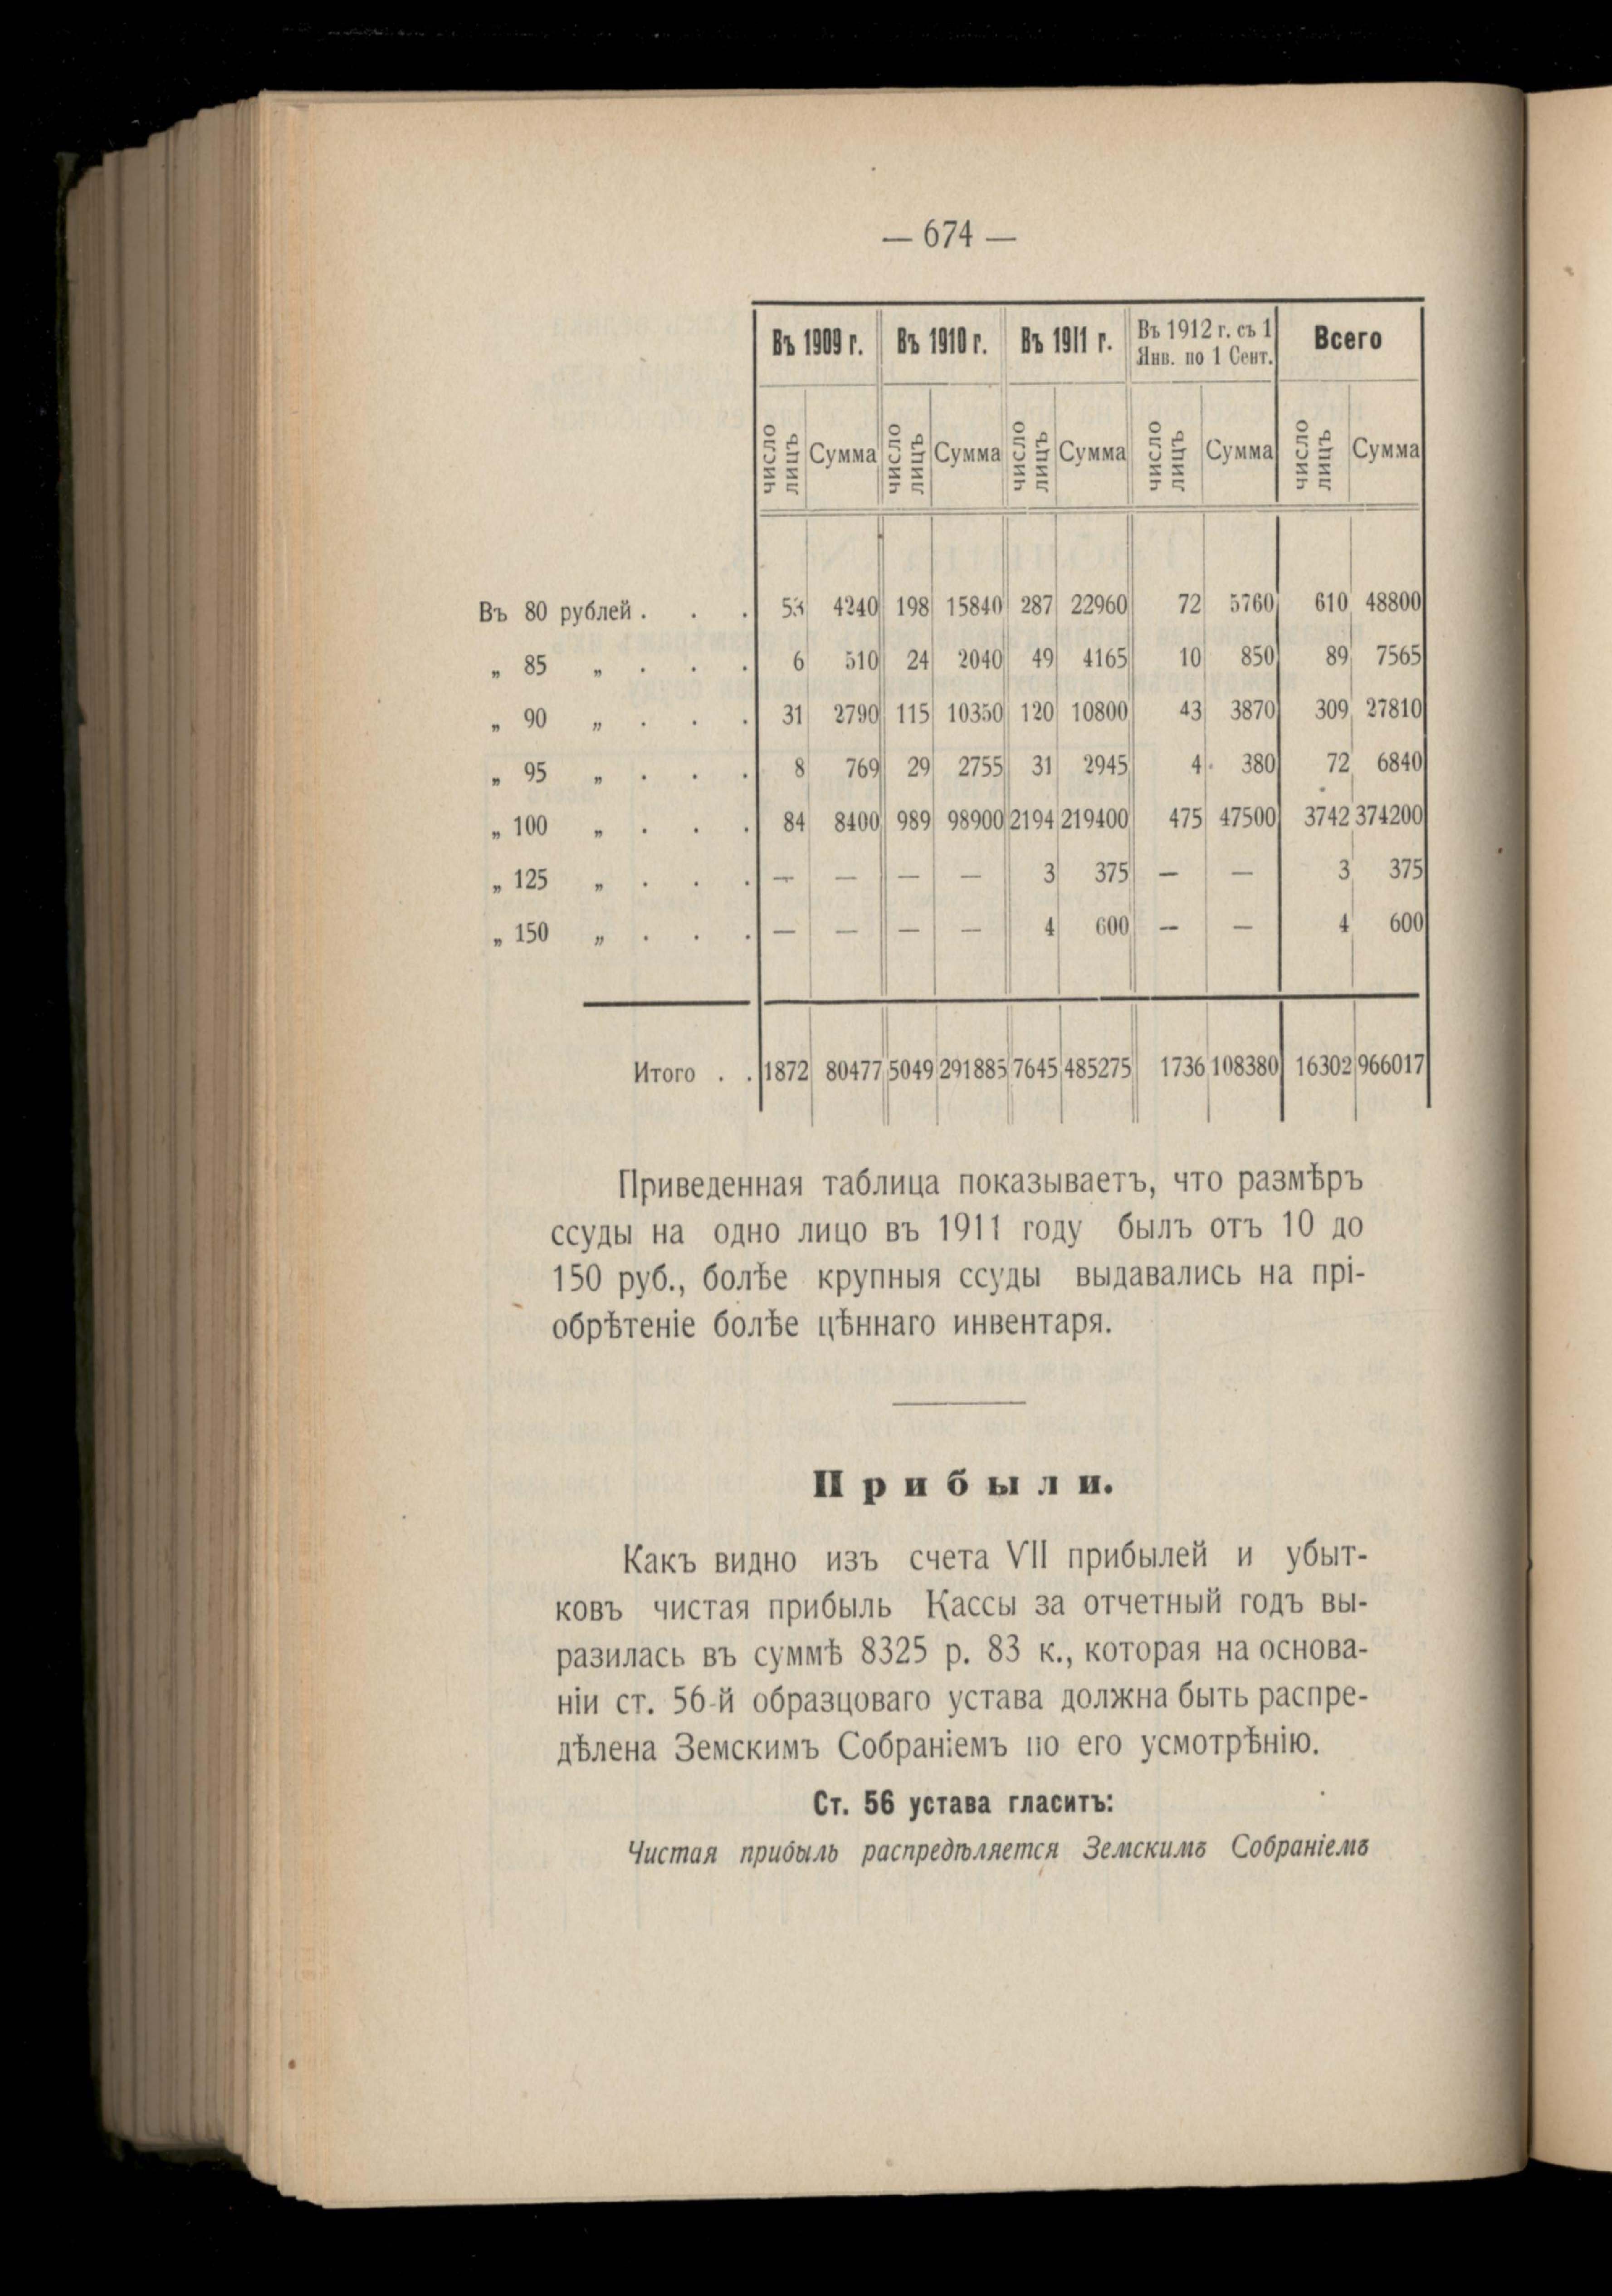 — 674 —
Въ 1909 г. Въ 1910 г. Въ 1911 г. Въ 1912 г. съ 1 Янв. по 1 Сент. Всего
число лицъ Сумма число лицъ Сумма число лицъ Сумма число лицъ Сумма число лицъ Сумма
Въ 80 рублей . . . 53 4240 198 15840 287 22960 72 5760 610 48800
„ 85 „ . . . 6 510 24 2040 49 4165 10 850 89 7565
„ 90 „ . . . 31 2790 115 10350 120 10800 43 3870 309 27810
„ 95 „ . . . 8 769 29 2755 31 2945 4 380 72 6840
„ 100 „ . . . 84 8400 989 98900 2194 219400 475 47500 3742 374200
„ 125 „ . . . — — — — 3 375 — — 3 375
„ 150 „ . . . — — — — 4 600 — — 4 600
Итого . . 1872 80477 5049 291885 7645 485275 1736 108380 16302 966017
Приведенная таблица показываетъ, что размѣръ
ссуды на одно лицо въ 1911 году былъ отъ 10 до
150 руб., болѣе крупныя ссуды выдавались на прі-
обрѣтеніе болѣе цѣннаго инвентаря.
Прибыли.
Какъ видно изъ счета VII прибылей и убыт-
ковъ чистая прибыль Кассы за отчетный годъ вы-
разилась въ суммѣ 8325 р. 83 к., которая на основа-
ніи ст. 56-й образцоваго устава должна быть распре-
дѣлена Земскимъ Собраніемъ по его усмотрѣнію.
Ст. 56 устава гласитъ:
Чистая прибыль распредѣляется Земскимъ Собраніемъ